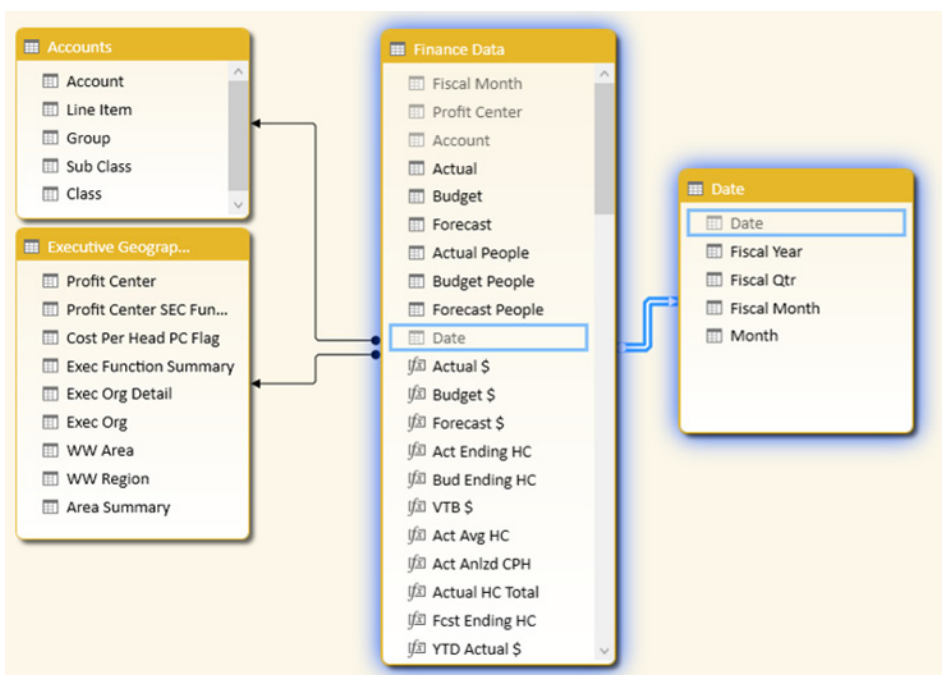 Accounts
Account
Line Item
Group
Sub Class
Class
Executive Geograp...
Profit Center
Profit Center SEC Fun...
Cost Per Head PC Flag
Exec Function Summary
Exec Org Detail
Exec Org
WW Area
WW Region
Area Summary
Finance Data
Fiscal Month
Profit Center
Account
Actual
Budget
Forecast
Actual People
Budget People
Forecast People
Date
Actual $
Budget $
Forecast $
Act Ending HC
Bud Ending HC
VTB $
Act Avg HC
Act Anlzd CPH
Actual HC Total
Fcst Ending HC
YTD Actual $
Date
Date
Fiscal Year
Fiscal Qtr
Fiscal Month
Month